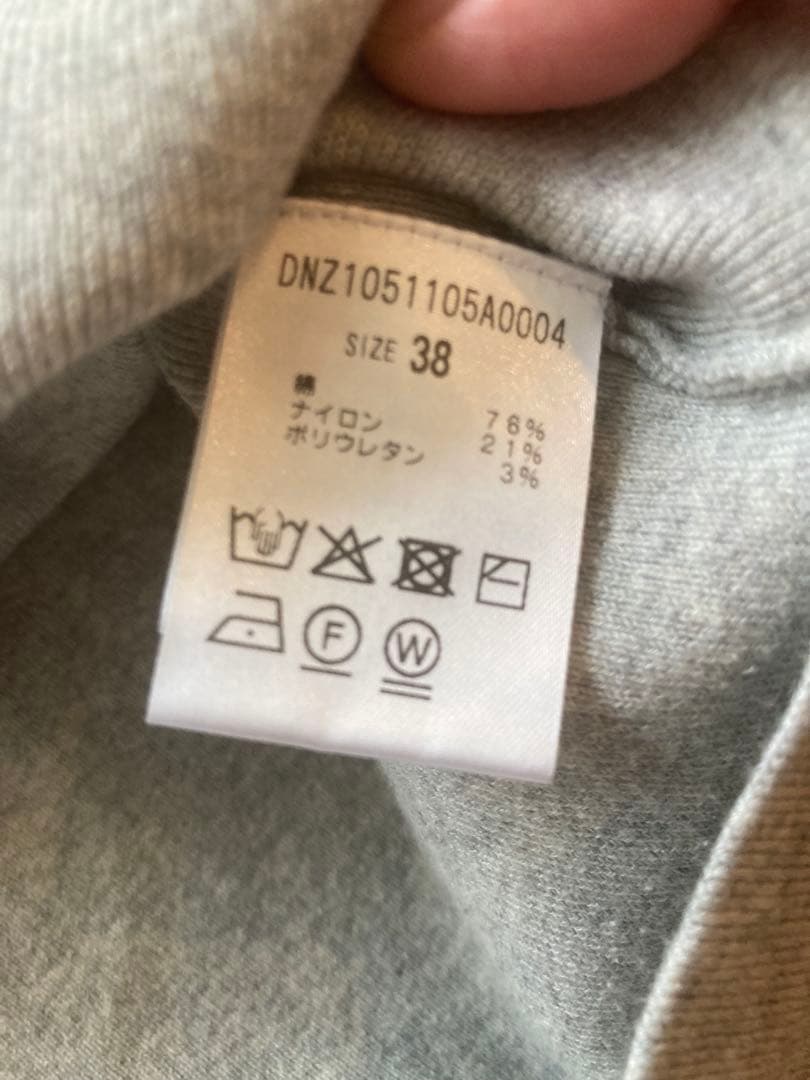 DNZ1051105A0004
SIZE 38
綿 76%
ナイロン 21%
ポリウレタン 3%
F
W